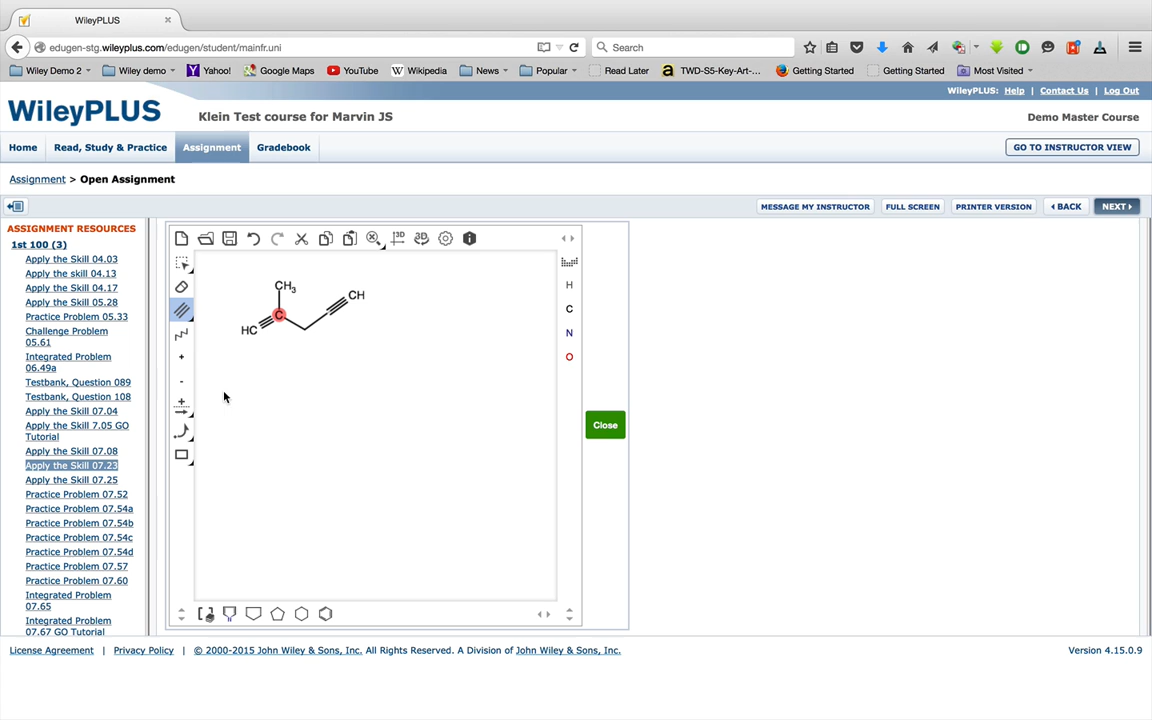 WileyPLUS
edugen-stg.wileyplus.com/edugen/student/mainfr.uni
Search
Wiley Demo 2
Wiley demo
Yahoo!
Google Maps
YouTube
Wikipedia
News
Popular
Read Later
TWD-S5-Key-Art-...
Getting Started
Getting Started
Most Visited
WileyPLUS: Help | Contact Us | Log Out
WileyPLUS
Klein Test course for Marvin JS
Demo Master Course
Home
Read, Study & Practice
Assignment
Gradebook
GO TO INSTRUCTOR VIEW
Assignment > Open Assignment
MESSAGE MY INSTRUCTOR
FULL SCREEN
PRINTER VERSION
BACK
NEXT
ASSIGNMENT RESOURCES
1st 100 (3)
Apply the Skill 04.03
Apply the skill 04.13
Apply the Skill 04.17
Apply the Skill 05.28
Practice Problem 05.33
Challenge Problem
05.61
Integrated Problem
06.49a
Testbank, Question 089
Testbank, Question 108
Apply the Skill 07.04
Apply the Skill 7.05 GO
Tutorial
Apply the Skill 07.08
Apply the Skill 07.23
Apply the Skill 07.25
Practice Problem 07.52
Practice Problem 07.54a
Practice Problem 07.54b
Practice Problem 07.54c
Practice Problem 07.54d
Practice Problem 07.57
Practice Problem 07.60
Integrated Problem
07.65
Integrated Problem
07.67 GO Tutorial
3D
3D
CH3
CH
C
HC
H
C
N
O
+
-
Close
License Agreement | Privacy Policy | © 2000-2015 John Wiley & Sons, Inc. All Rights Reserved. A Division of John Wiley & Sons, Inc.
Version 4.15.0.9